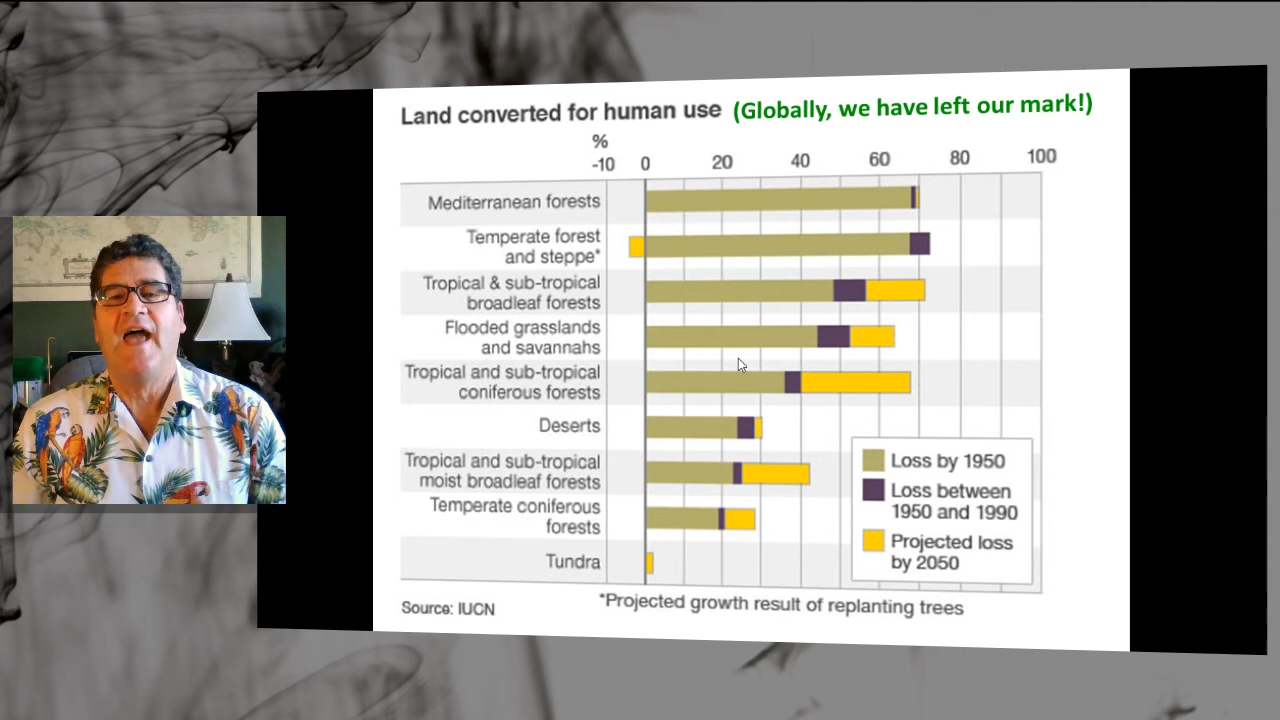 Land converted for human use (Globally, we have left our mark!)
%
-10 0 20 40 60 80 100
Mediterranean forests
Temperate forest
and steppe*
Tropical & sub-tropical
broadleaf forests
Flooded grasslands
and savannahs
Tropical and sub-tropical
coniferous forests
Deserts
Tropical and sub-tropical
moist broadleaf forests
Temperate coniferous
forests
Tundra
Loss by 1950
Loss between
1950 and 1990
Projected loss
by 2050
Source: IUCN
*Projected growth result of replanting trees